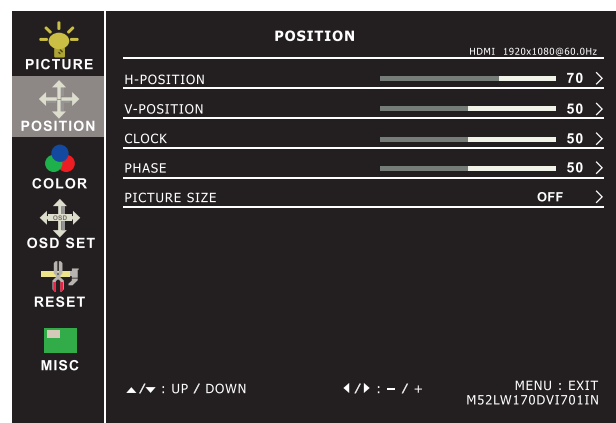 PICTURE
POSITION
COLOR
OSD
OSD SET
RESET
MISC
POSITION
HDMI 1920x1080@60.0Hz
H-POSITION 70
V-POSITION 50
CLOCK 50
PHASE 50
PICTURE SIZE OFF
▲/▼ : UP / DOWN ◀/▶ : – / + MENU : EXIT
M52LW170DVI701IN